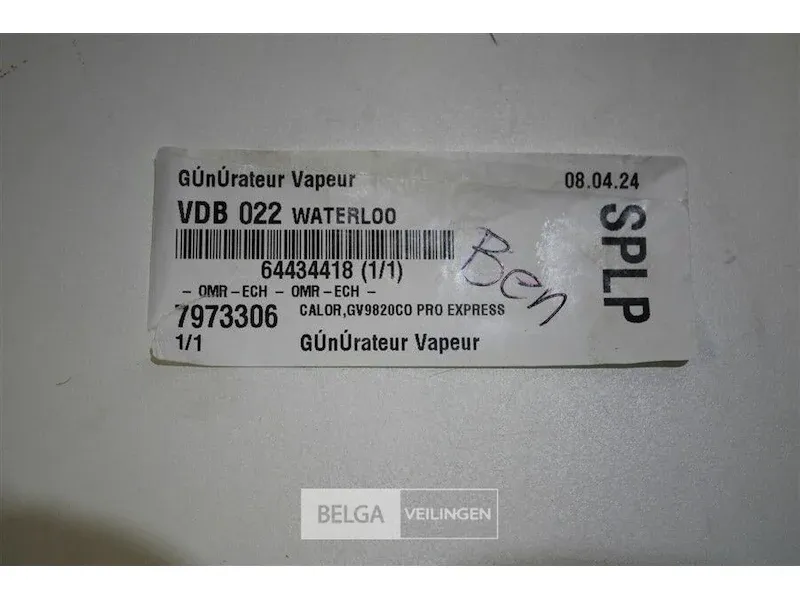 GÚnÚrateur Vapeur 08.04.24
VDB 022 WATERLOO
SPLP
64434418 (1/1)
Ben
- OMR-ECH - OMR-ECH -
7973306 CALOR,GV9820C0 PRO EXPRESS
1/1 GÚnÚrateur Vapeur
BELGA VEILINGEN